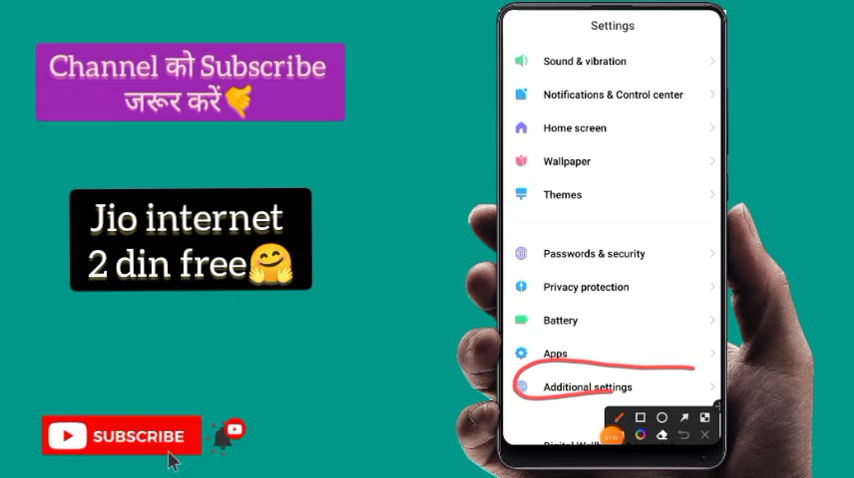 Channel को Subscribe
जरूर करें
Jio internet
2 din free
SUBSCRIBE
Settings
Sound & vibration
Notifications & Control center
Home screen
Wallpaper
Themes
Passwords & security
Privacy protection
Battery
Apps
Additional settings